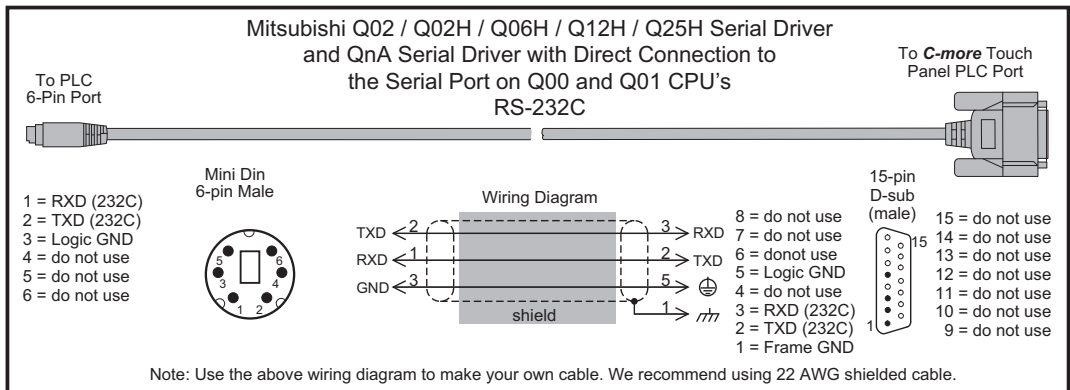 Mitsubishi Q02 / Q02H / Q06H / Q12H / Q25H Serial Driver
and QnA Serial Driver with Direct Connection to
the Serial Port on Q00 and Q01 CPU's
RS-232C
To PLC
6-Pin Port
To C-more Touch
Panel PLC Port
Mini Din
6-pin Male
1 = RXD (232C)
2 = TXD (232C)
3 = Logic GND
4 = do not use
5 = do not use
6 = do not use
5
6
3
4
1
2
Wiring Diagram
TXD 2 3 RXD
RXD 1 2 TXD
GND 3 5
1
shield
8 = do not use
7 = do not use
6 = donot use
5 = Logic GND
4 = do not use
3 = RXD (232C)
2 = TXD (232C)
1 = Frame GND
15-pin
D-sub
(male)
15
1
15 = do not use
14 = do not use
13 = do not use
12 = do not use
11 = do not use
10 = do not use
9 = do not use
Note: Use the above wiring diagram to make your own cable. We recommend using 22 AWG shielded cable.